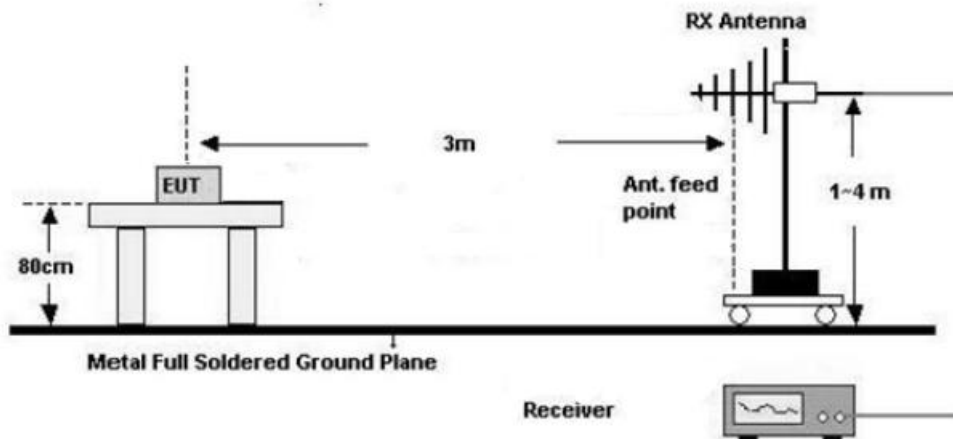 RX Antenna
3m
EUT
Ant. feed
point
1~4 m
80cm
Metal Full Soldered Ground Plane
Receiver